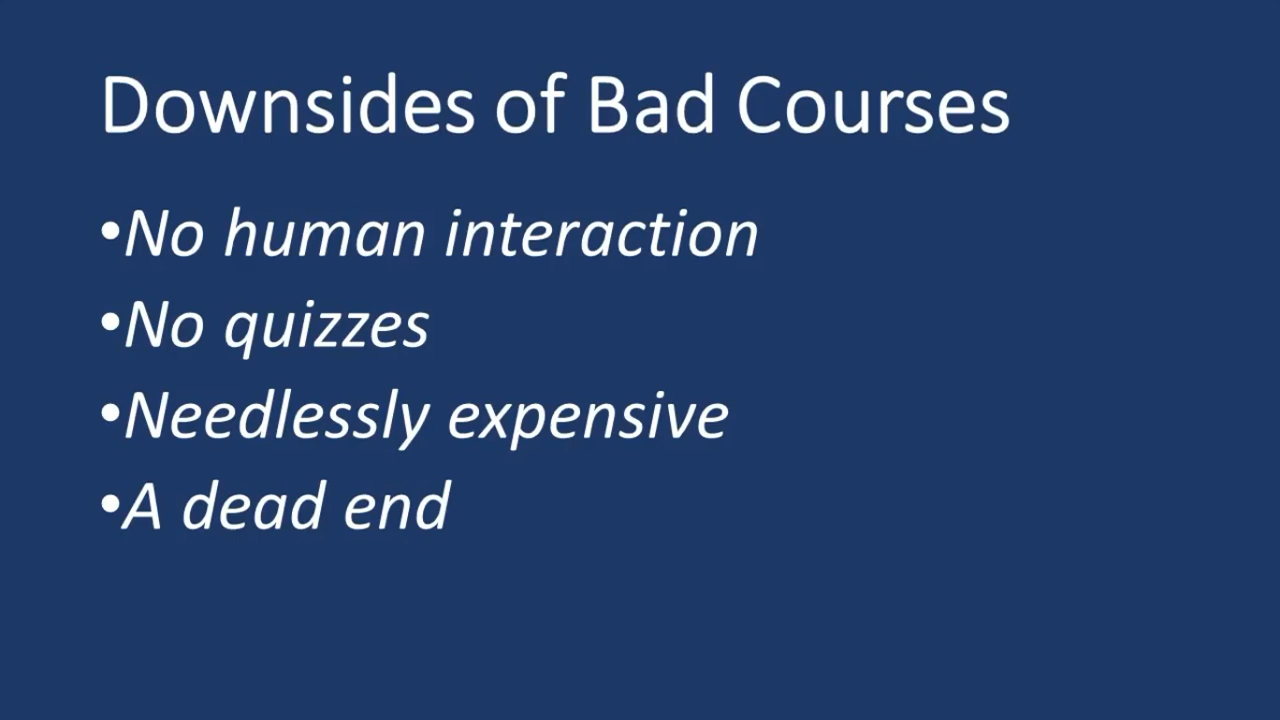 Downsides of Bad Courses
•No human interaction
•No quizzes
•Needlessly expensive
•A dead end